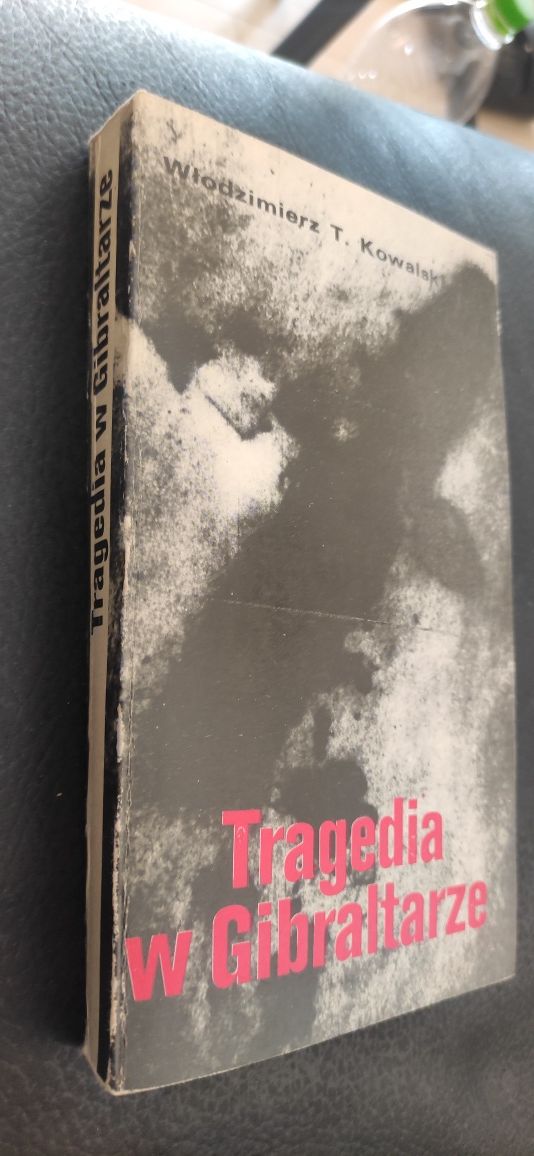 Włodzimierz T. Kowalski
Tragedia
w Gibraltarze
Tragedia w Gibraltarze